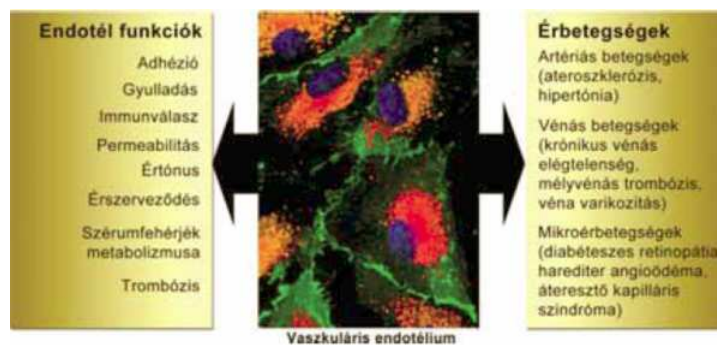 Endotél funkciók
Adhézió
Gyulladás
Immunválasz
Permeabilitás
Értónus
Érszerveződés
Szérumfehérjék
metabolizmusa
Trombózis
Vaszkuláris endotélium
Érbetegségek
Artériás betegségek
(ateroszklerózis,
hipertónia)
Vénás betegségek
(krónikus vénás
elégtelenség,
mélyvénás trombózis,
véna varikozitás)
Mikroérbetegségek
(diabéteszes retinopátia
harediter angioödéma,
áteresztő kapilláris
szindróma)